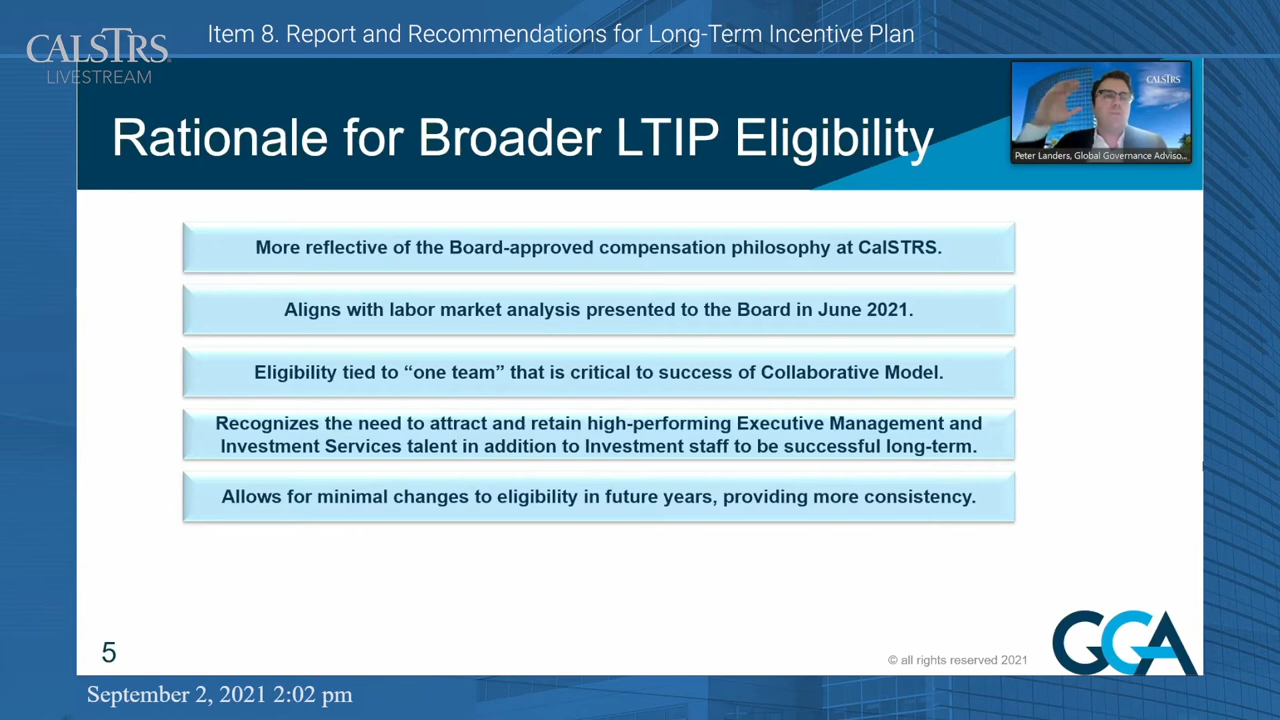 Item 8. Report and Recommendations for Long-Term Incentive Plan
CALSTRS
LIVESTREAM
CALSTRS
Peter Landers, Global Governance Adviso...
Rationale for Broader LTIP Eligibility
More reflective of the Board-approved compensation philosophy at CalSTRS.
Aligns with labor market analysis presented to the Board in June 2021.
Eligibility tied to “one team” that is critical to success of Collaborative Model.
Recognizes the need to attract and retain high-performing Executive Management and
Investment Services talent in addition to Investment staff to be successful long-term.
Allows for minimal changes to eligibility in future years, providing more consistency.
5
© all rights reserved 2021
GGA
September 2, 2021 2:02 pm